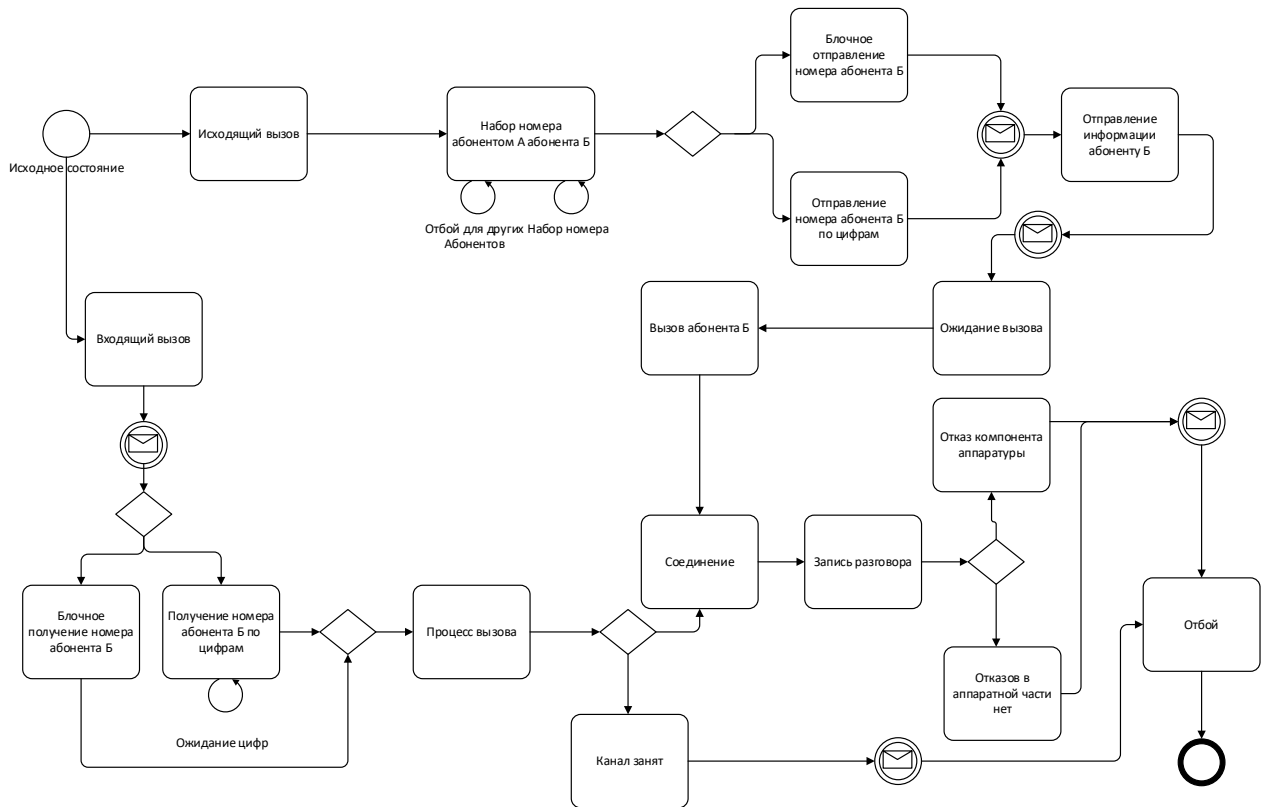 Блочное
отправление
номера абонента Б
Исходящий вызов
Набор номера
абонентом А абонента Б
Отправление
информации
абоненту Б
Исходное состояние
Отправление
номера абонента Б
по цифрам
Отбой для других
Абонентов
Набор номера
Входящий вызов
Вызов абонента Б
Ожидание вызова
Отказ компонента
аппаратуры
Соединение
Запись разговора
Блочное
получение номера
абонента Б
Получение номера
абонента Б по
цифрам
Процесс вызова
Отбой
Отказов в
аппаратной части
нет
Ожидание цифр
Канал занят